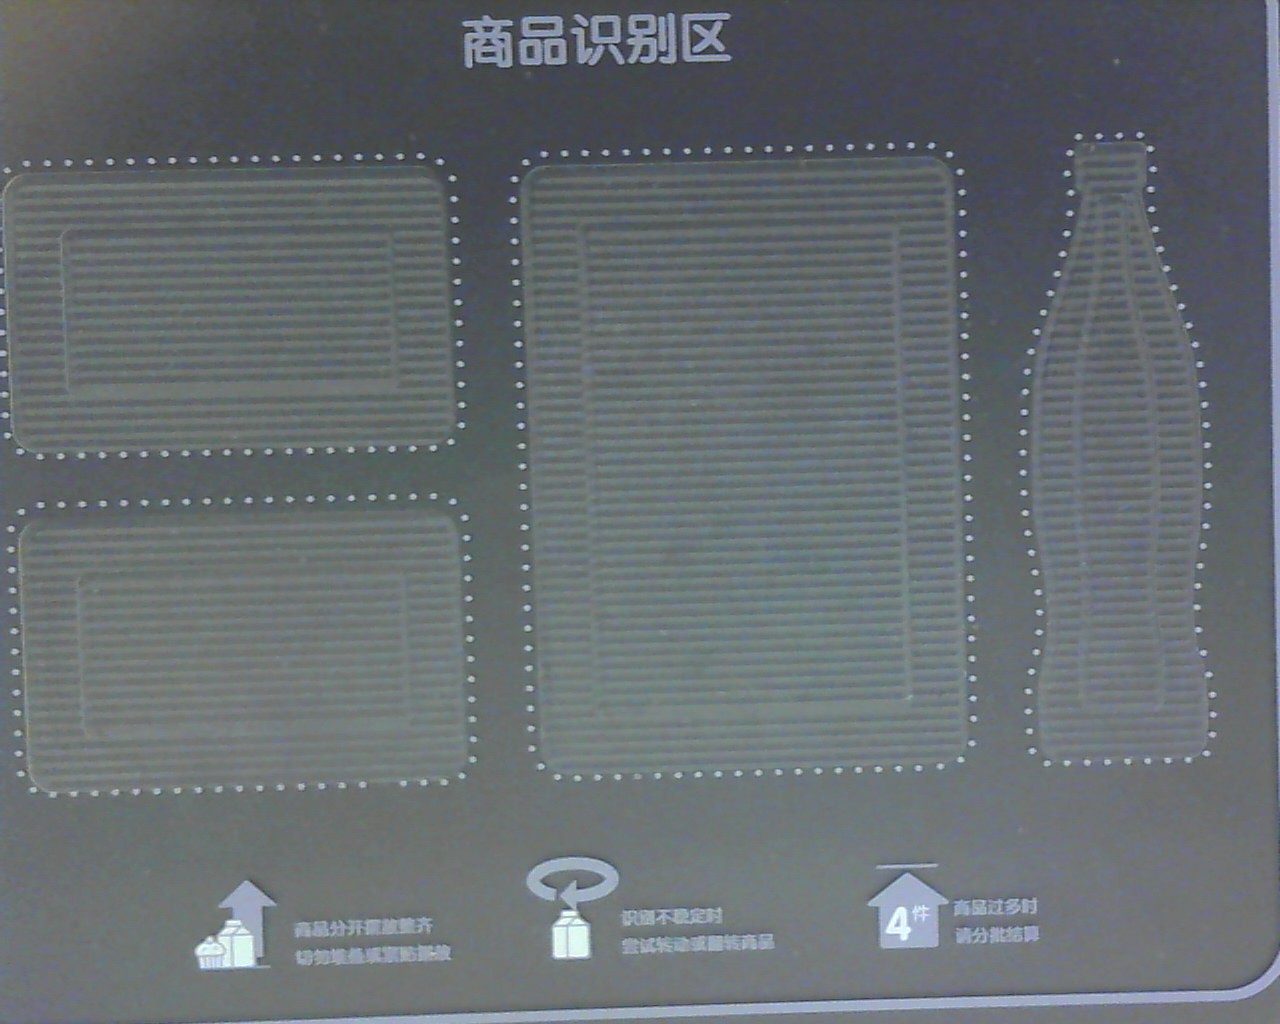 商品识别区
商品分开摆放整齐
切勿堆叠或紧贴摆放
识别不稳定时
尝试转动或翻转商品
4件
商品过多时
请分批结算